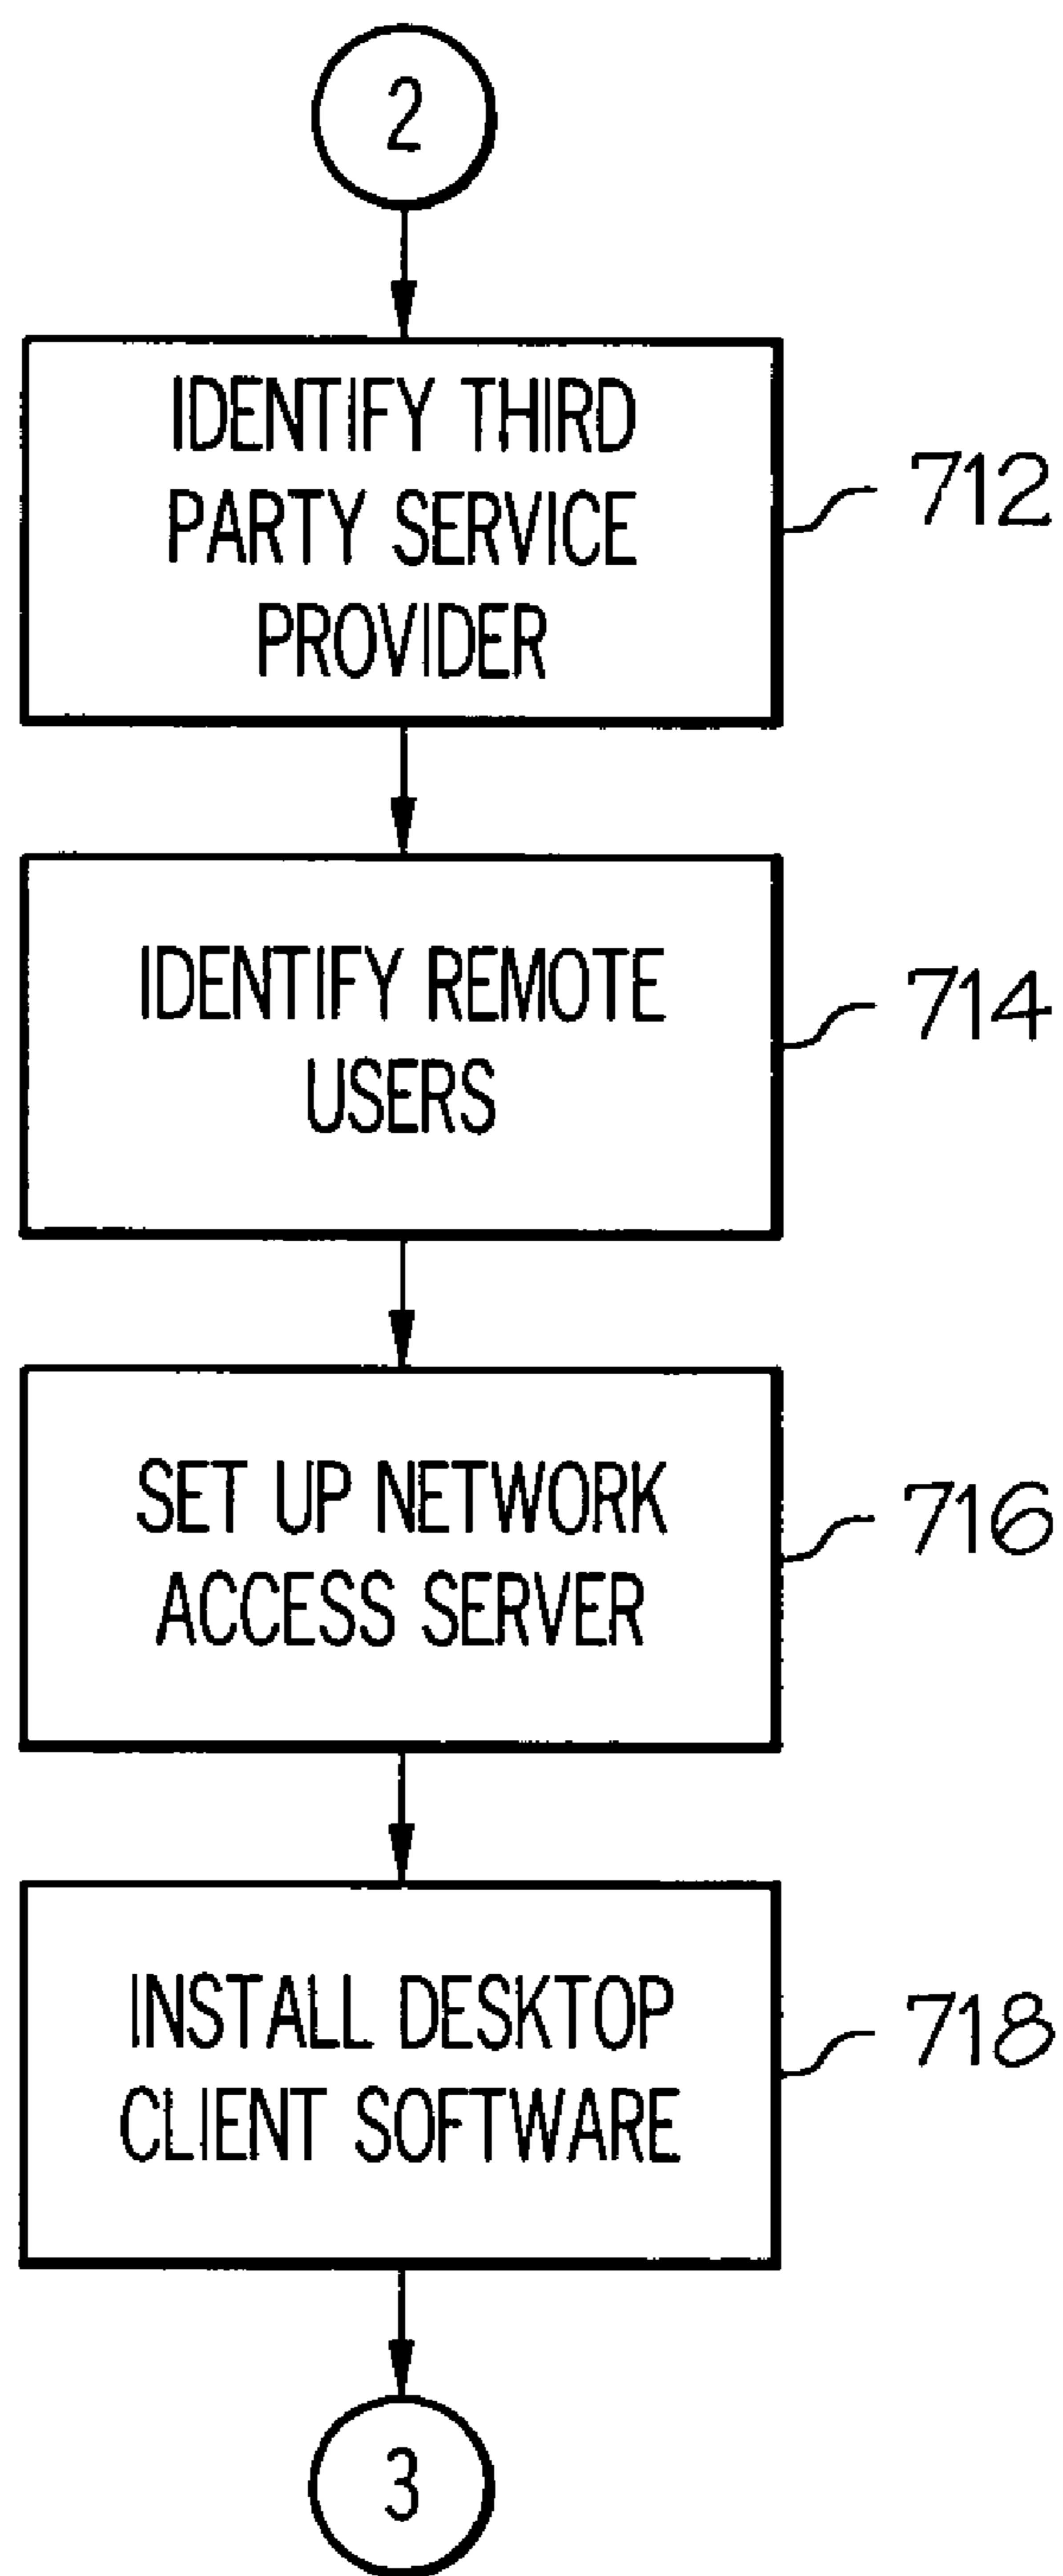 2
IDENTIFY THIRD
PARTY SERVICE
PROVIDER
712
IDENTIFY REMOTE
USERS
714
SET UP NETWORK
ACCESS SERVER
716
INSTALL DESKTOP
CLIENT SOFTWARE
718
3